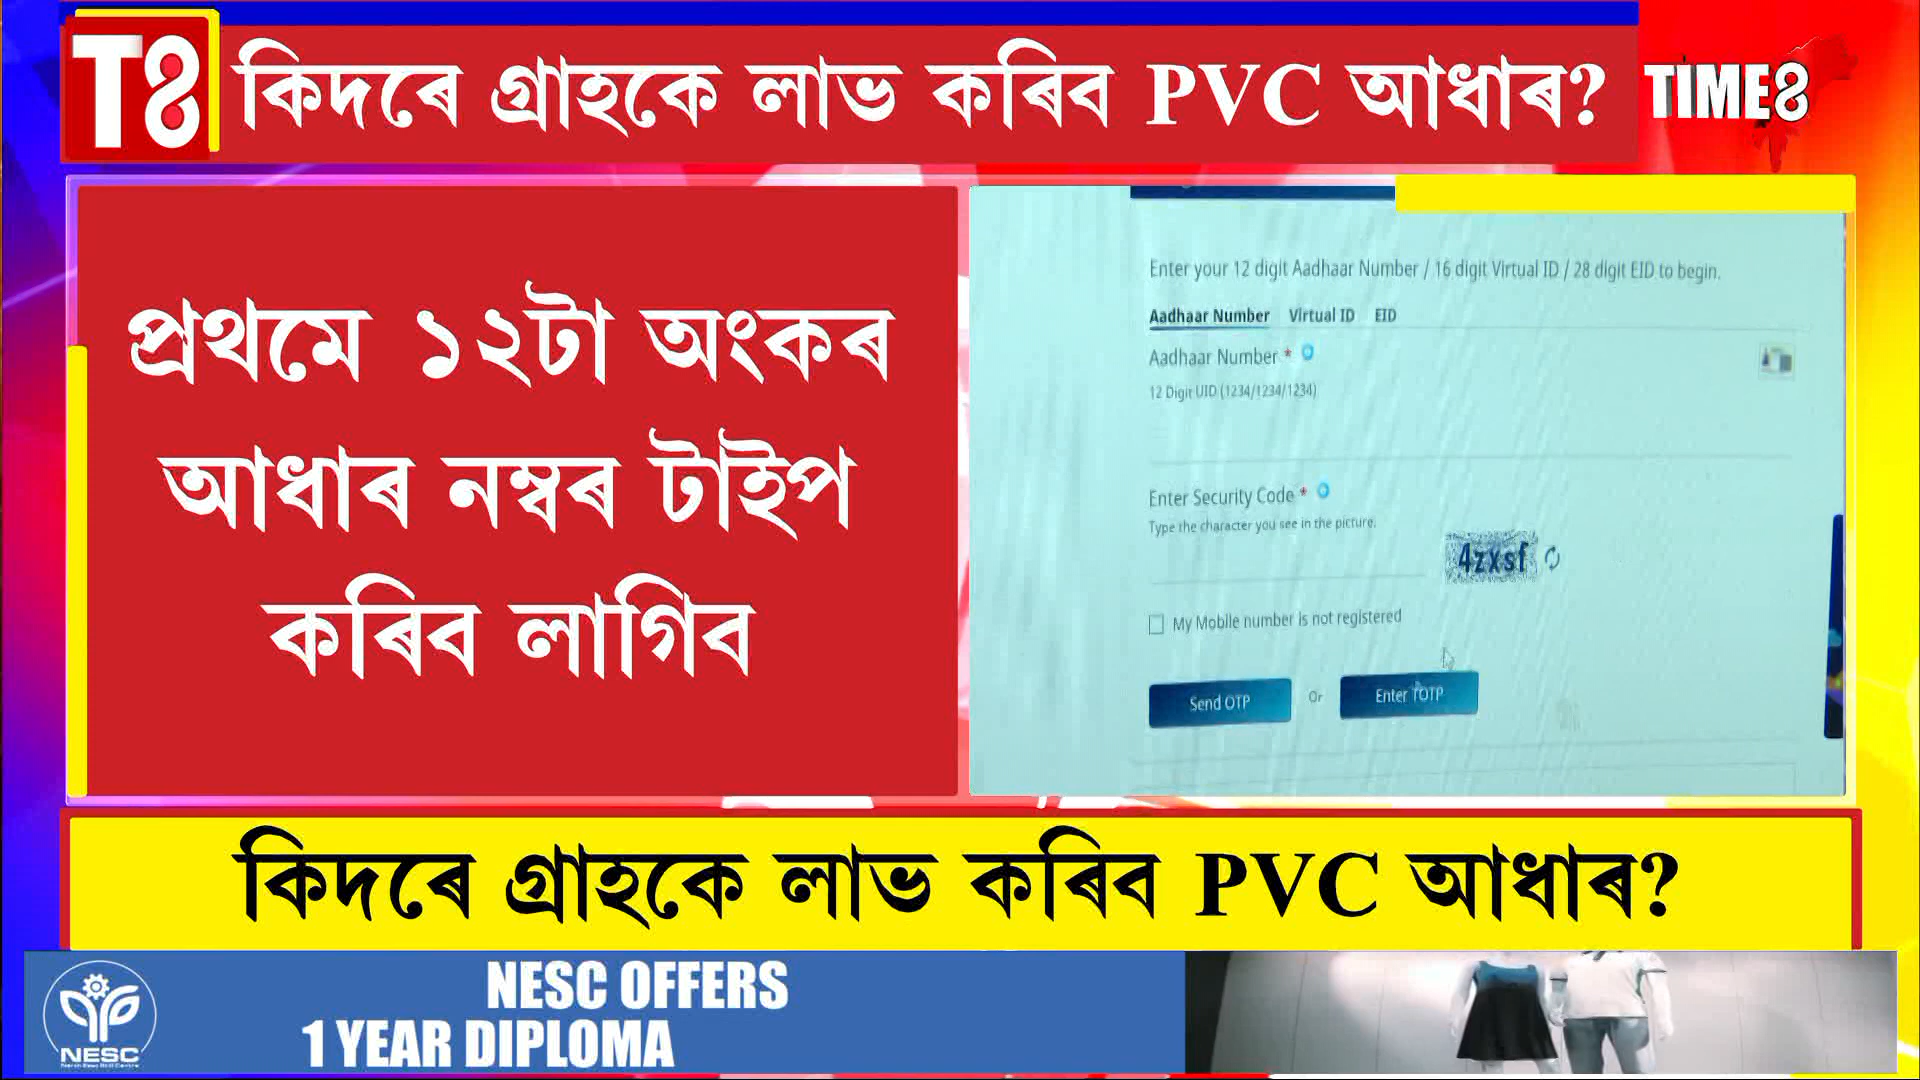 T8 কিদৰে গ্ৰাহকে লাভ কৰিব PVC আধাৰ? TIME8
প্ৰথমে ১২টা অংকৰ
আধাৰ নম্বৰ টাইপ
কৰিব লাগিব
Enter your 12 digit Aadhaar Number / 16 digit Virtual ID / 28 digit EID to begin.
Aadhaar Number Virtual ID EID
Aadhaar Number *
12 Digit UID (1234/1234/1234)
Enter Security Code *
Type the character you see in the picture.
4zxsf
My Mobile number is not registered
Send OTP Or Enter TOTP
কিদৰে গ্ৰাহকে লাভ কৰিব PVC আধাৰ?
NESC OFFERS
1 YEAR DIPLOMA
NESC